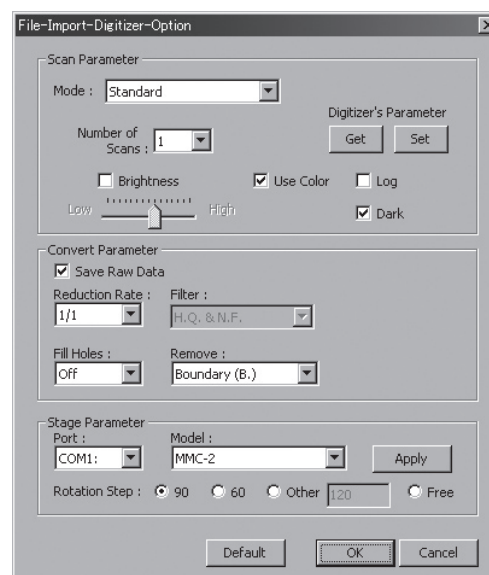 File-Import-Digitizer-Option
Scan Parameter
Mode : Standard
Digitizer's Parameter
Number of Scans : 1
Get Set
Brightness Use Color Log
Low High Dark
Convert Parameter
Save Raw Data
Reduction Rate : Filter :
1/1 H.Q. & N.F.
Fill Holes : Remove :
Off Boundary (B.)
Stage Parameter
Port : Model :
COM1: MMC-2 Apply
Rotation Step : 90 60 Other 120 Free
Default OK Cancel